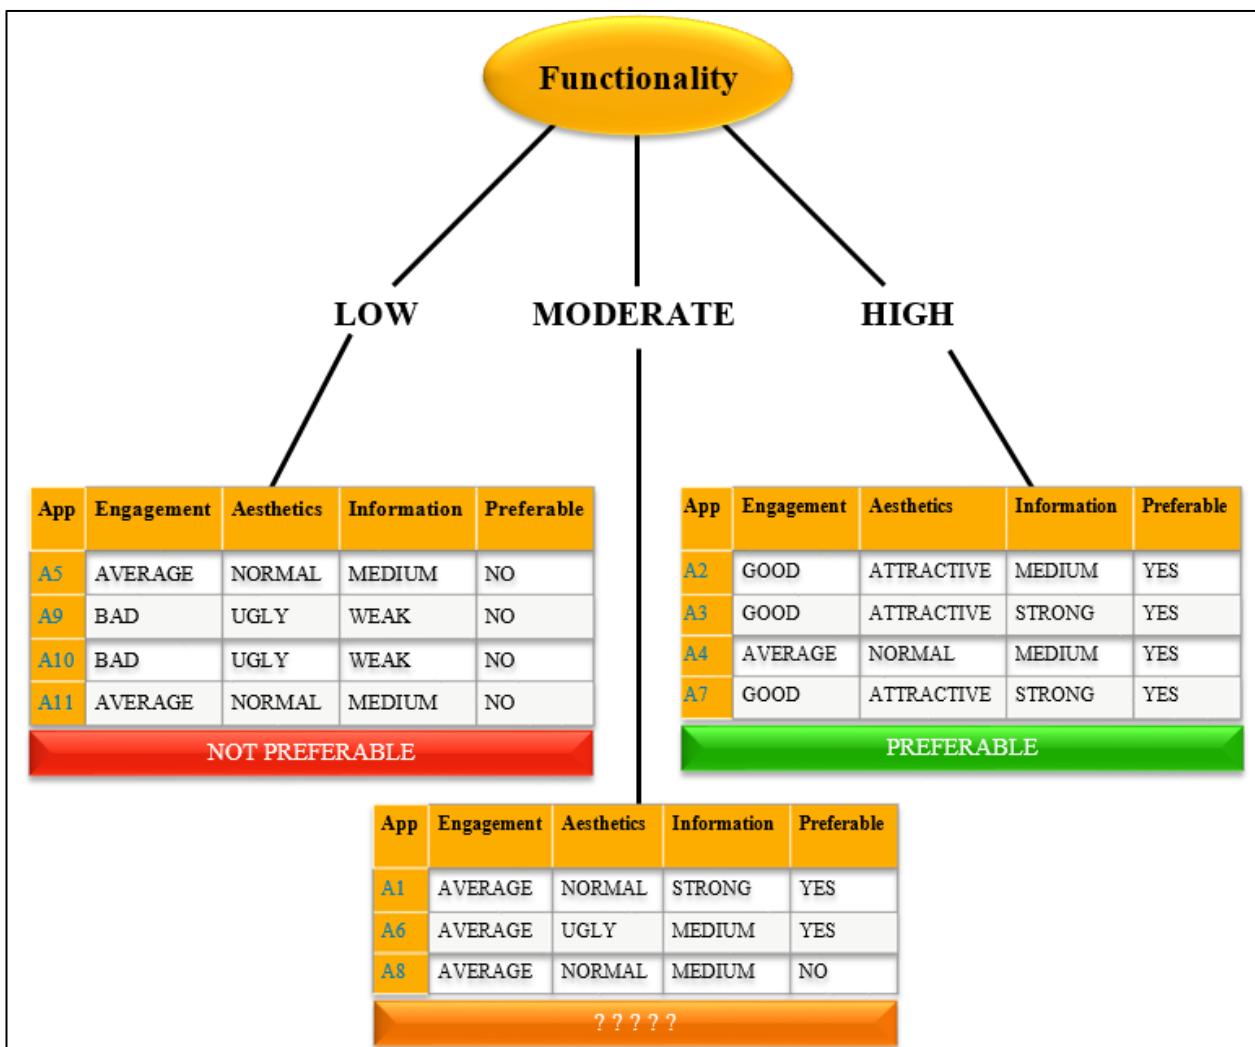 Functionality
LOW MODERATE HIGH
App Engagement Aesthetics Information Preferable
A5 AVERAGE NORMAL MEDIUM NO
A9 BAD UGLY WEAK NO
A10 BAD UGLY WEAK NO
A11 AVERAGE NORMAL MEDIUM NO
NOT PREFERABLE
App Engagement Aesthetics Information Preferable
A2 GOOD ATTRACTIVE MEDIUM YES
A3 GOOD ATTRACTIVE STRONG YES
A4 AVERAGE NORMAL MEDIUM YES
A7 GOOD ATTRACTIVE STRONG YES
PREFERABLE
App Engagement Aesthetics Information Preferable
A1 AVERAGE NORMAL STRONG YES
A6 AVERAGE UGLY MEDIUM YES
A8 AVERAGE NORMAL MEDIUM NO
? ? ? ? ?